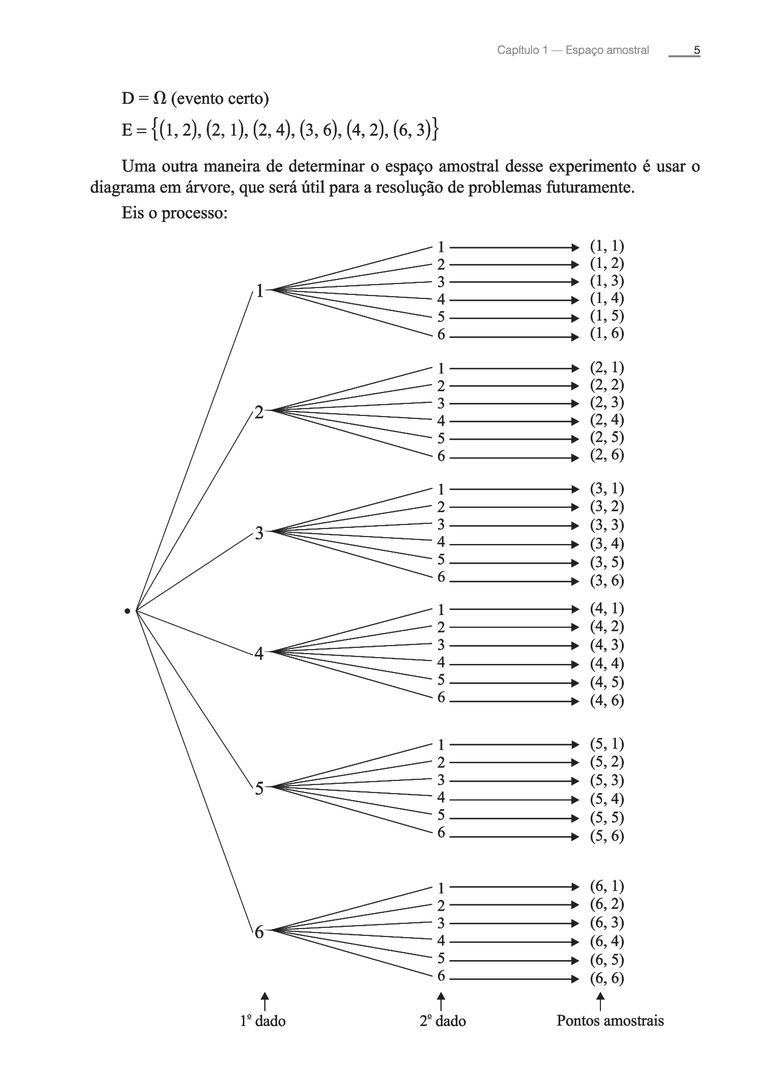 Capítulo 1 — Espaço amostral 5
D = Ω (evento certo)
E = {(1, 2), (2, 1), (2, 4), (3, 6), (4, 2), (6, 3)}
Uma outra maneira de determinar o espaço amostral desse experimento é usar o
diagrama em árvore, que será útil para a resolução de problemas futuramente.
Eis o processo:
1
1 (1, 1)
2 (1, 2)
3 (1, 3)
4 (1, 4)
5 (1, 5)
6 (1, 6)
2
1 (2, 1)
2 (2, 2)
3 (2, 3)
4 (2, 4)
5 (2, 5)
6 (2, 6)
3
1 (3, 1)
2 (3, 2)
3 (3, 3)
4 (3, 4)
5 (3, 5)
6 (3, 6)
4
1 (4, 1)
2 (4, 2)
3 (4, 3)
4 (4, 4)
5 (4, 5)
6 (4, 6)
5
1 (5, 1)
2 (5, 2)
3 (5, 3)
4 (5, 4)
5 (5, 5)
6 (5, 6)
6
1 (6, 1)
2 (6, 2)
3 (6, 3)
4 (6, 4)
5 (6, 5)
6 (6, 6)
1º dado 2º dado Pontos amostrais